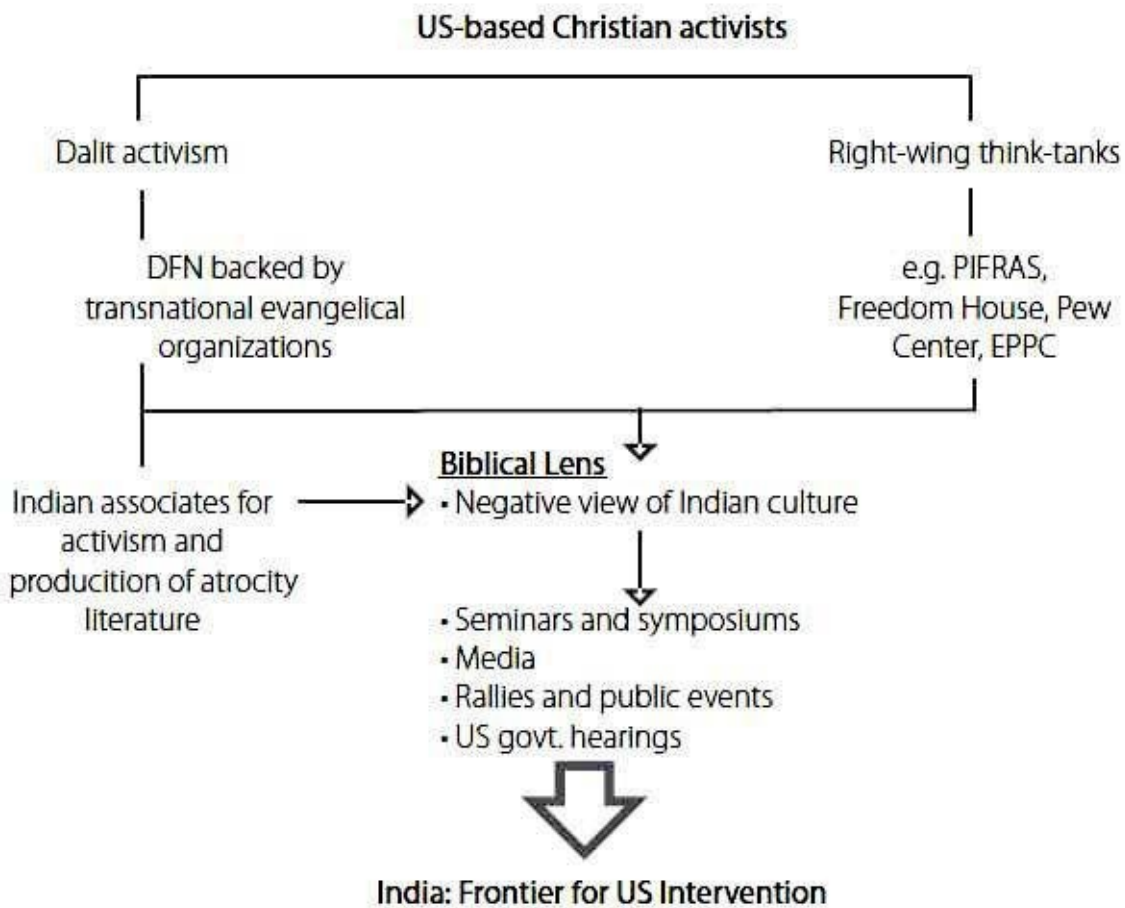 US-based Christian activists
Dalit activism
Right-wing think-tanks
DFN backed by
transnational evangelical
organizations
e.g. PIFRAS,
Freedom House, Pew
Center, EPPC
Biblical Lens
• Negative view of Indian culture
Indian associates for
activism and
producition of atrocity
literature
• Seminars and symposiums
• Media
• Rallies and public events
• US govt. hearings
India: Frontier for US Intervention